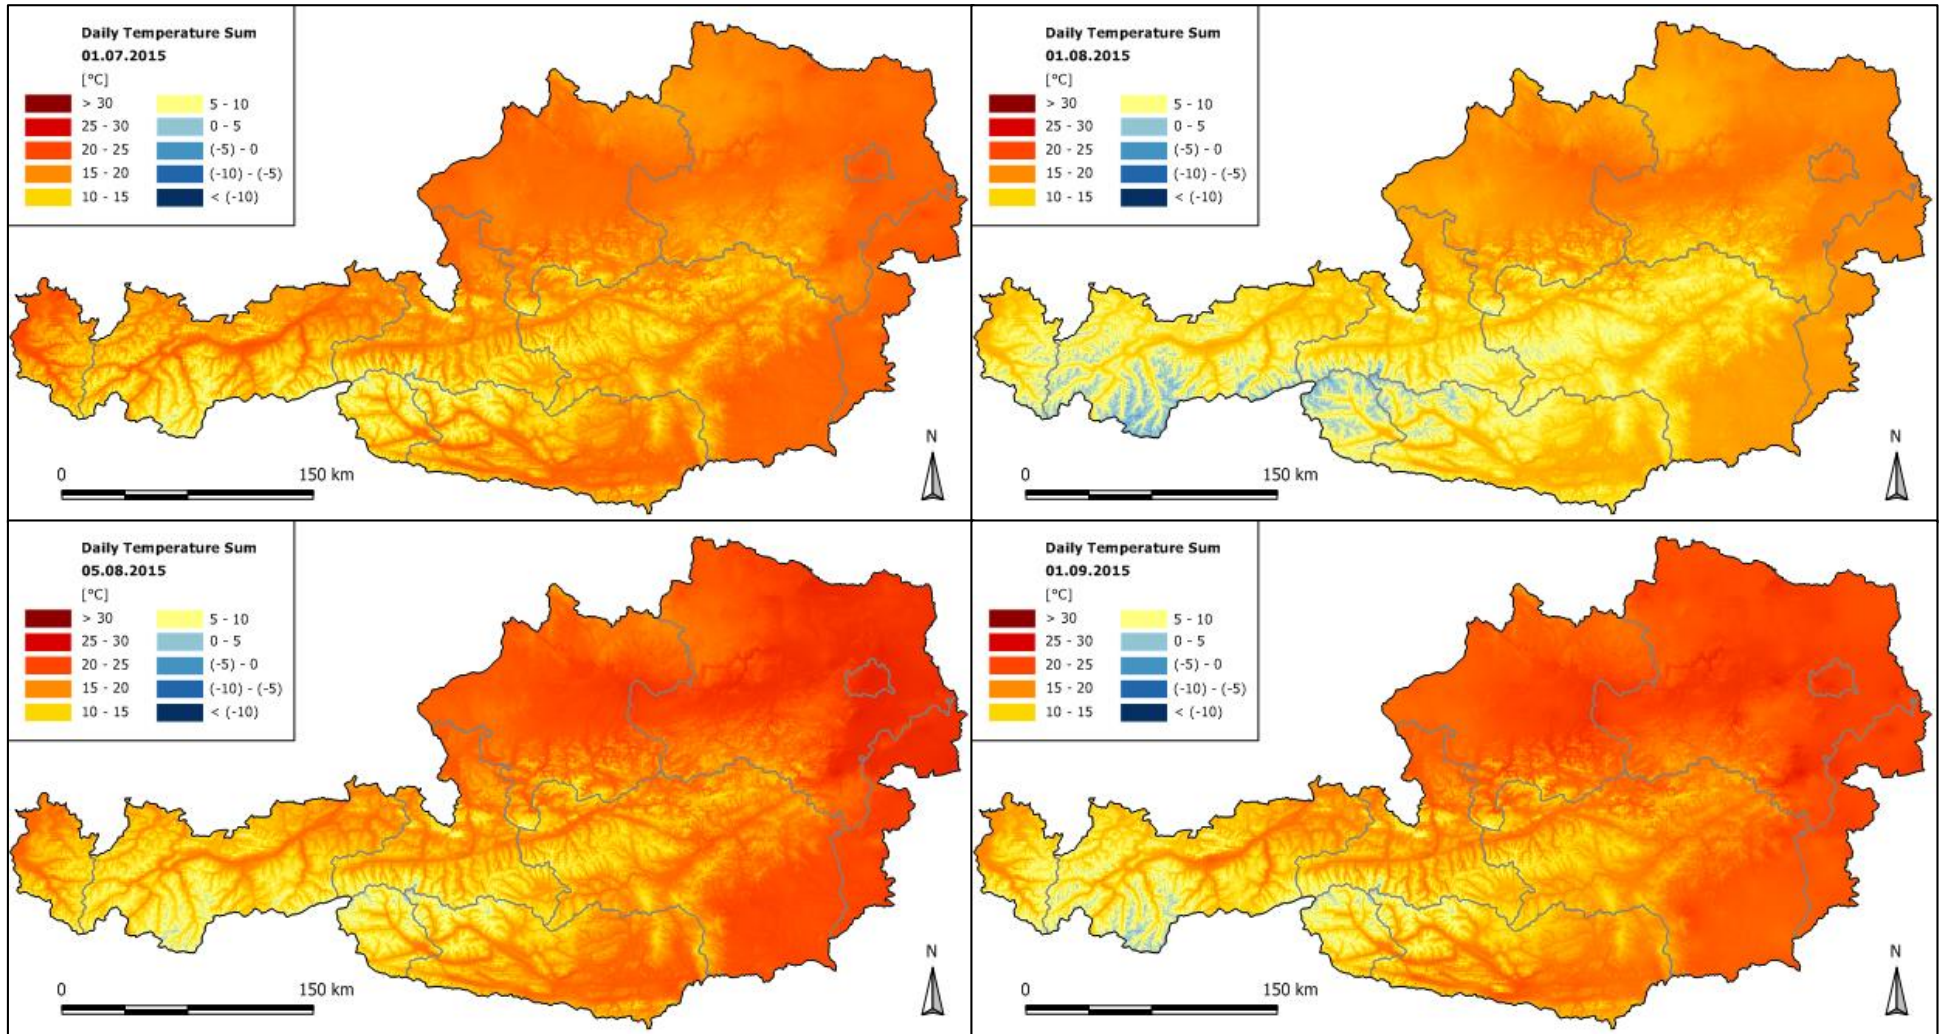 Daily Temperature Sum
01.07.2015
[°C]
> 30 5 - 10
25 - 30 0 - 5
20 - 25 (-5) - 0
15 - 20 (-10) - (-5)
10 - 15 < (-10)
N
0 150 km
Daily Temperature Sum
01.08.2015
[°C]
> 30 5 - 10
25 - 30 0 - 5
20 - 25 (-5) - 0
15 - 20 (-10) - (-5)
10 - 15 < (-10)
N
0 150 km
Daily Temperature Sum
05.08.2015
[°C]
> 30 5 - 10
25 - 30 0 - 5
20 - 25 (-5) - 0
15 - 20 (-10) - (-5)
10 - 15 < (-10)
N
0 150 km
Daily Temperature Sum
01.09.2015
[°C]
> 30 5 - 10
25 - 30 0 - 5
20 - 25 (-5) - 0
15 - 20 (-10) - (-5)
10 - 15 < (-10)
N
0 150 km